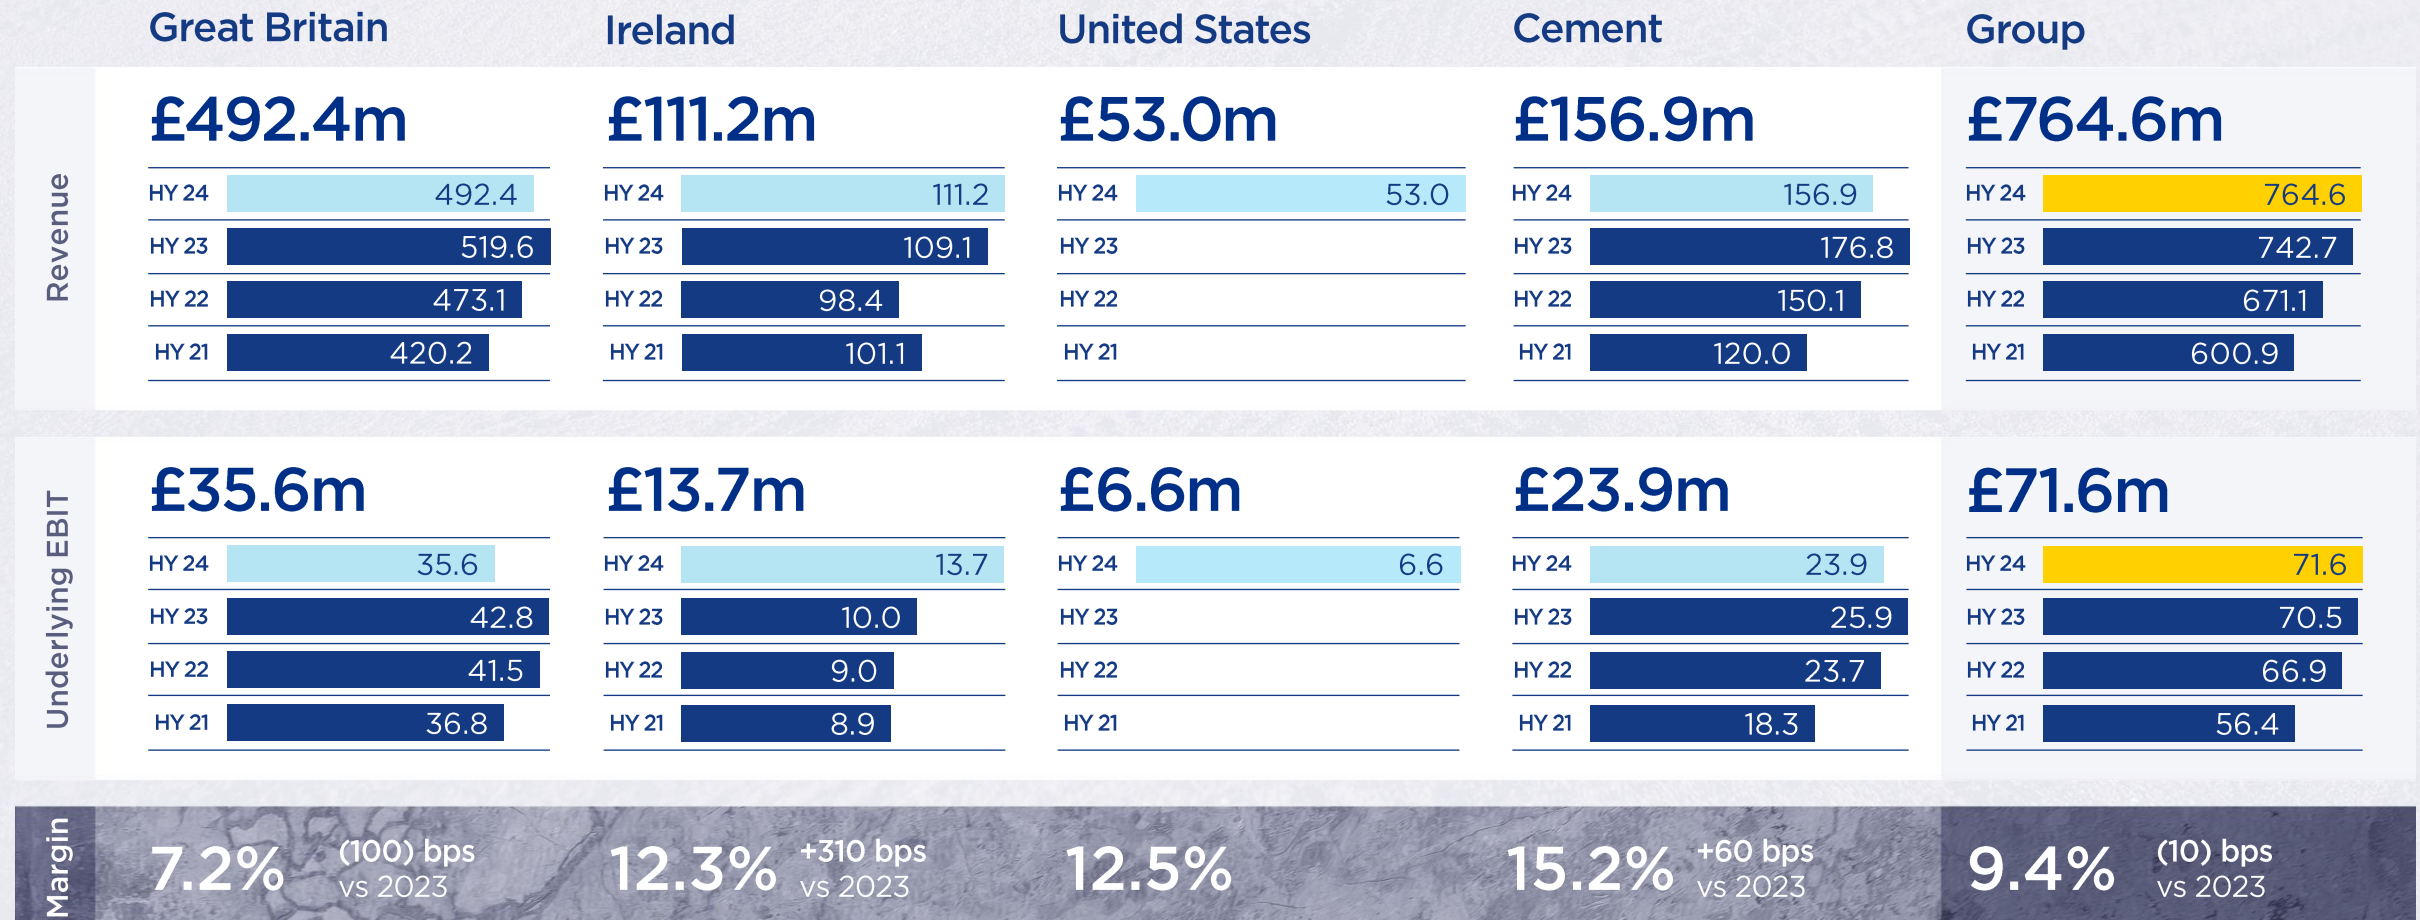 Great Britain
Ireland
United States
Cement
Group
Revenue
£492.4m
HY 24 492.4
HY 23 519.6
HY 22 473.1
HY 21 420.2
£111.2m
HY 24 111.2
HY 23 109.1
HY 22 98.4
HY 21 101.1
£53.0m
HY 24 53.0
HY 23
HY 22
HY 21
£156.9m
HY 24 156.9
HY 23 176.8
HY 22 150.1
HY 21 120.0
£764.6m
HY 24 764.6
HY 23 742.7
HY 22 671.1
HY 21 600.9
Underlying EBIT
£35.6m
HY 24 35.6
HY 23 42.8
HY 22 41.5
HY 21 36.8
£13.7m
HY 24 13.7
HY 23 10.0
HY 22 9.0
HY 21 8.9
£6.6m
HY 24 6.6
HY 23
HY 22
HY 21
£23.9m
HY 24 23.9
HY 23 25.9
HY 22 23.7
HY 21 18.3
£71.6m
HY 24 71.6
HY 23 70.5
HY 22 66.9
HY 21 56.4
Margin
7.2%
(100) bps
vs 2023
12.3%
+310 bps
vs 2023
12.5%
15.2%
+60 bps
vs 2023
9.4%
(10) bps
vs 2023